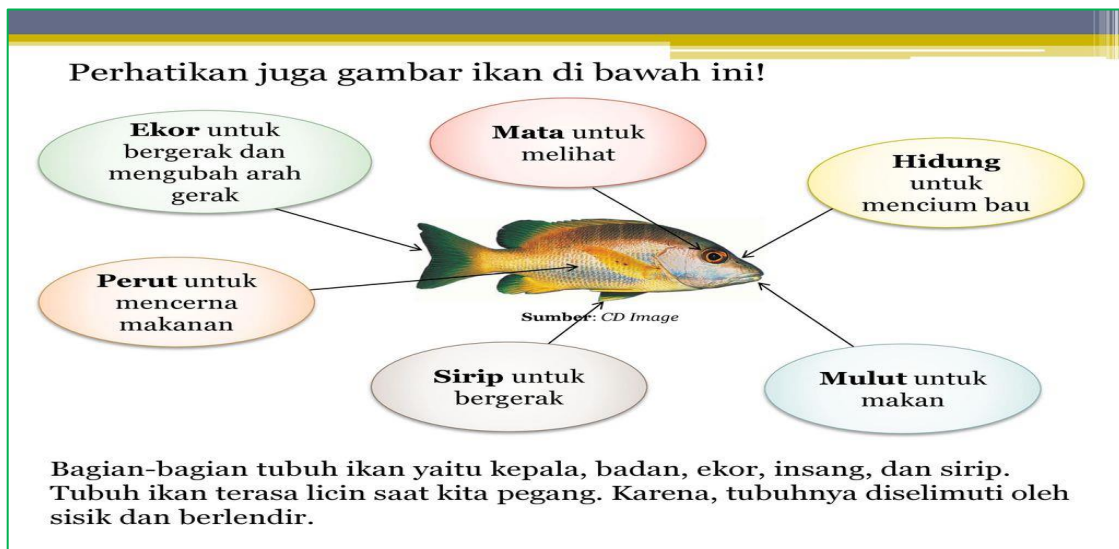 Perhatikan juga gambar ikan di bawah ini!
Ekor untuk
bergerak dan
mengubah arah
gerak
Mata untuk
melihat
Hidung
untuk
mencium bau
Perut untuk
mencerna
makanan
Sumber: CD Image
Sirip untuk
bergerak
Mulut untuk
makan
Bagian-bagian tubuh ikan yaitu kepala, badan, ekor, insang, dan sirip.
Tubuh ikan terasa licin saat kita pegang. Karena, tubuhnya diselimuti oleh
sisik dan berlendir.